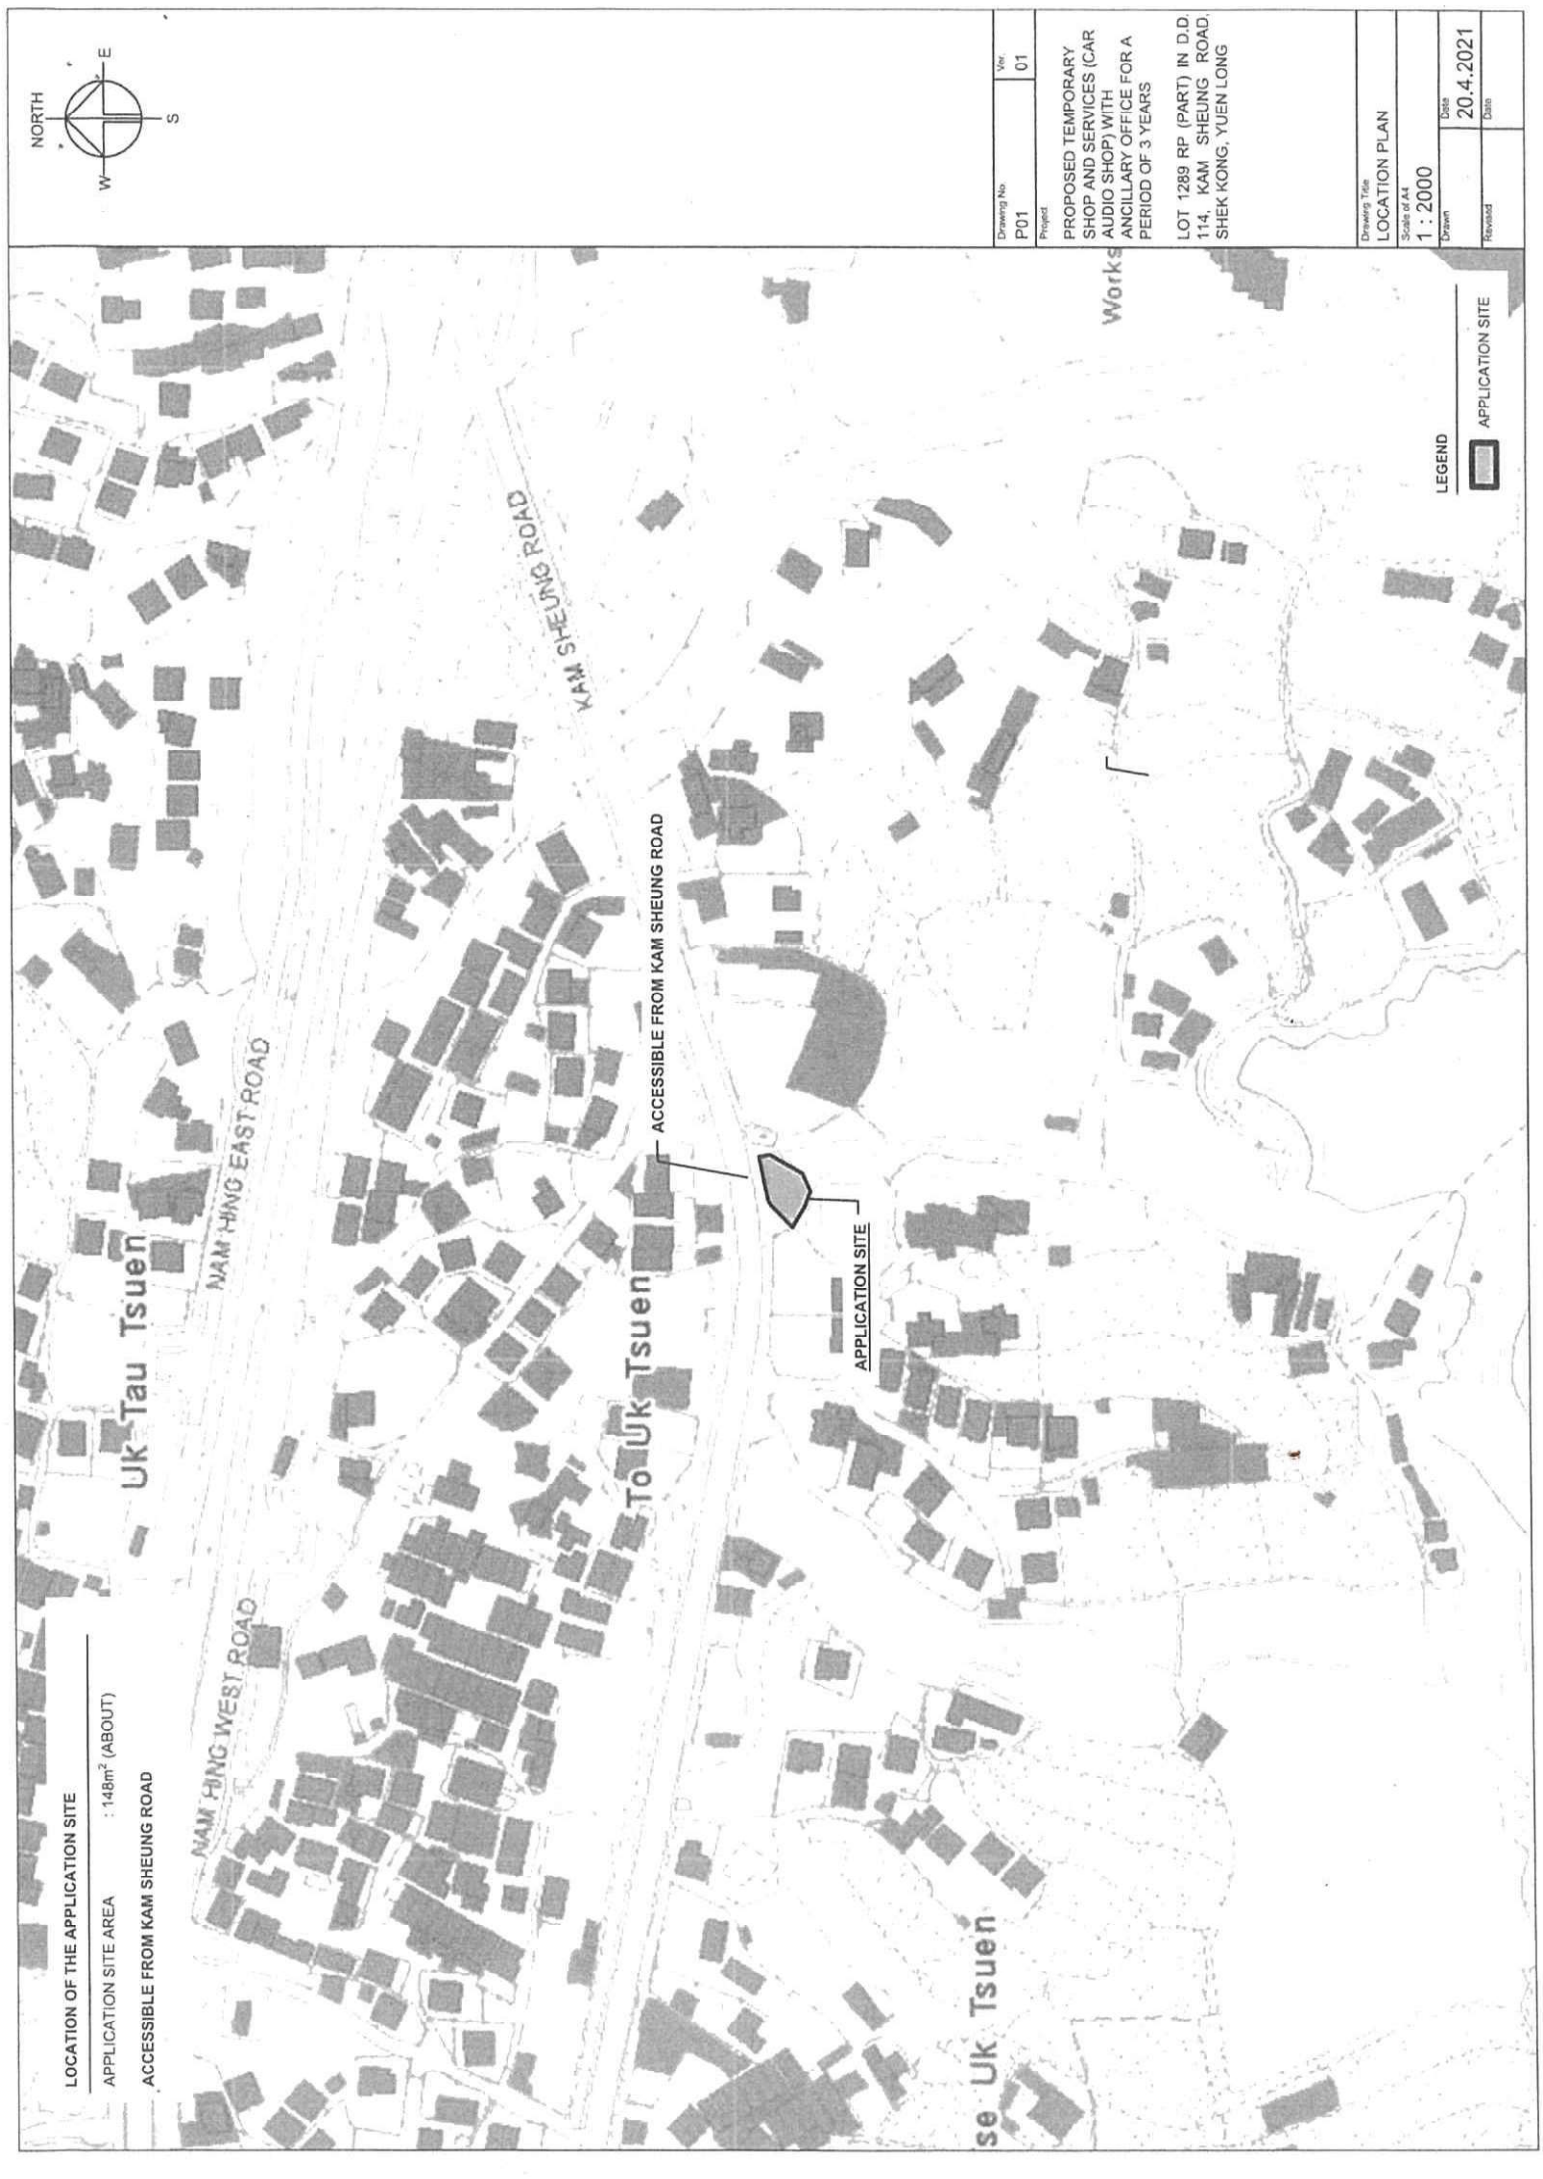 LOCATION OF THE APPLICATION SITE
APPLICATION SITE AREA : 148m² (ABOUT)
ACCESSIBLE FROM KAM SHEUNG ROAD
NORTH
W
E
S
Uk Tau Tsuen
NAM HING WEST ROAD
NAM HING EAST ROAD
KAM SHEUNG ROAD
To Uk Tsuen
ACCESSIBLE FROM KAM SHEUNG ROAD
APPLICATION SITE
se Uk Tsuen
Works
LEGEND
APPLICATION SITE
Drawing No.
P01
Ver.
01
Project
PROPOSED TEMPORARY
SHOP AND SERVICES (CAR
AUDIO SHOP) WITH
ANCILLARY OFFICE FOR A
PERIOD OF 3 YEARS
LOT 1289 RP (PART) IN D.D.
114, KAM SHEUNG ROAD,
SHEK KONG, YUEN LONG
Drawing Title
LOCATION PLAN
Scale of A4
1 : 2000
Drawn
Date
20.4.2021
Revised
Date